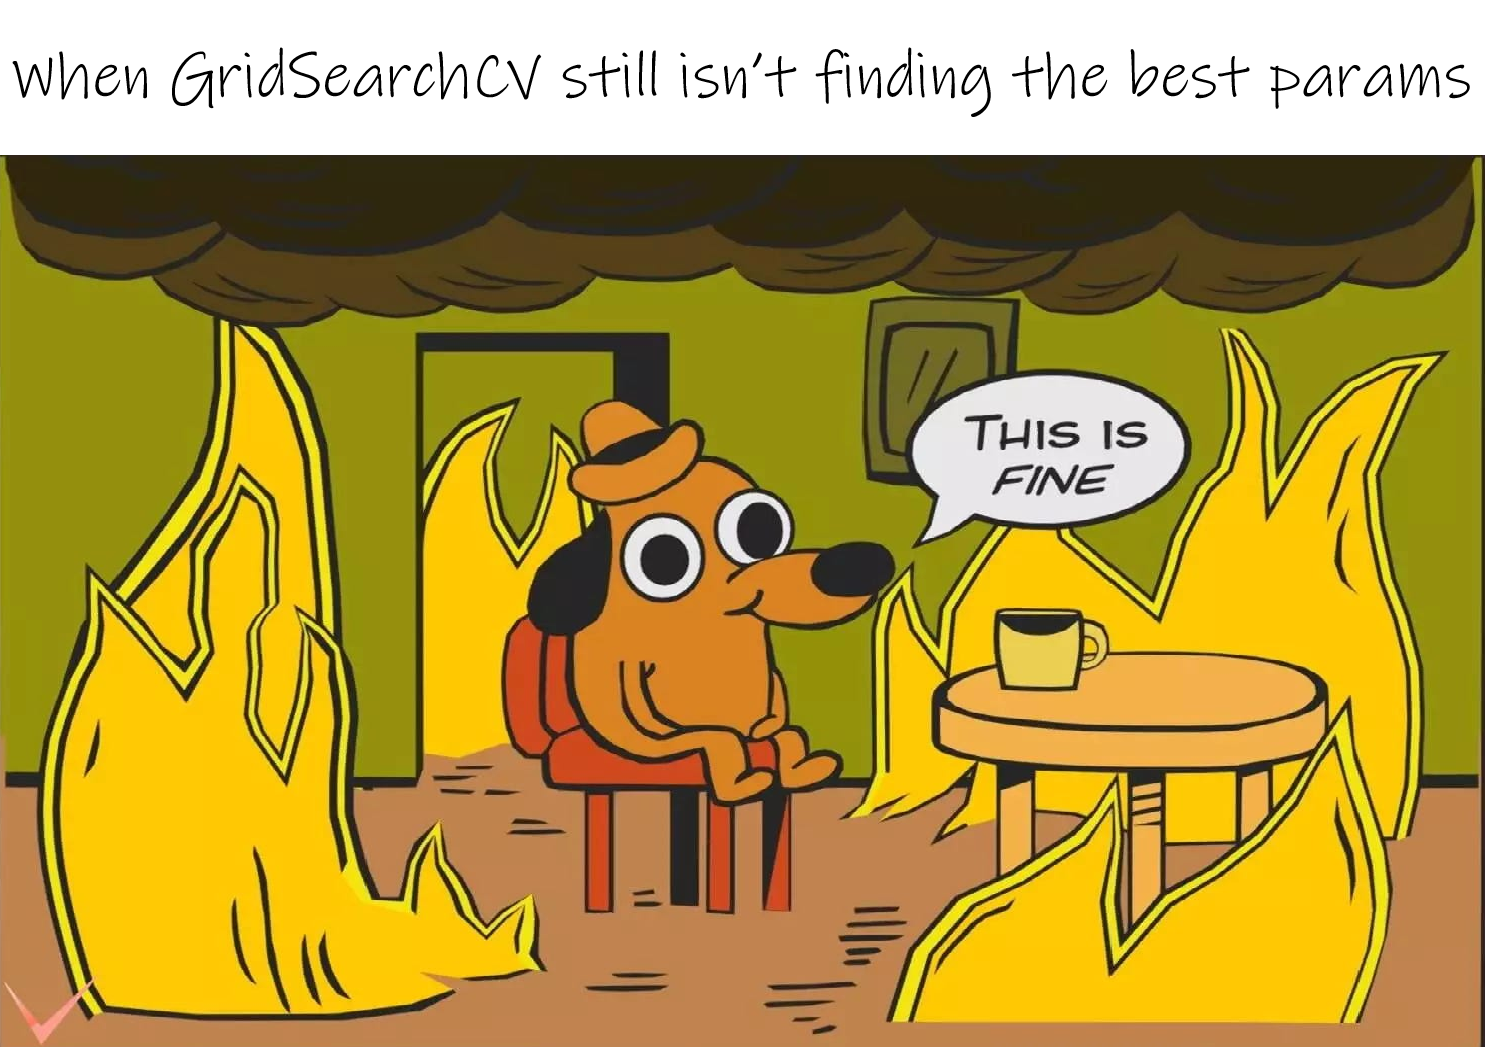 When GridSearchCV still isn't finding the best params
THIS IS
FINE